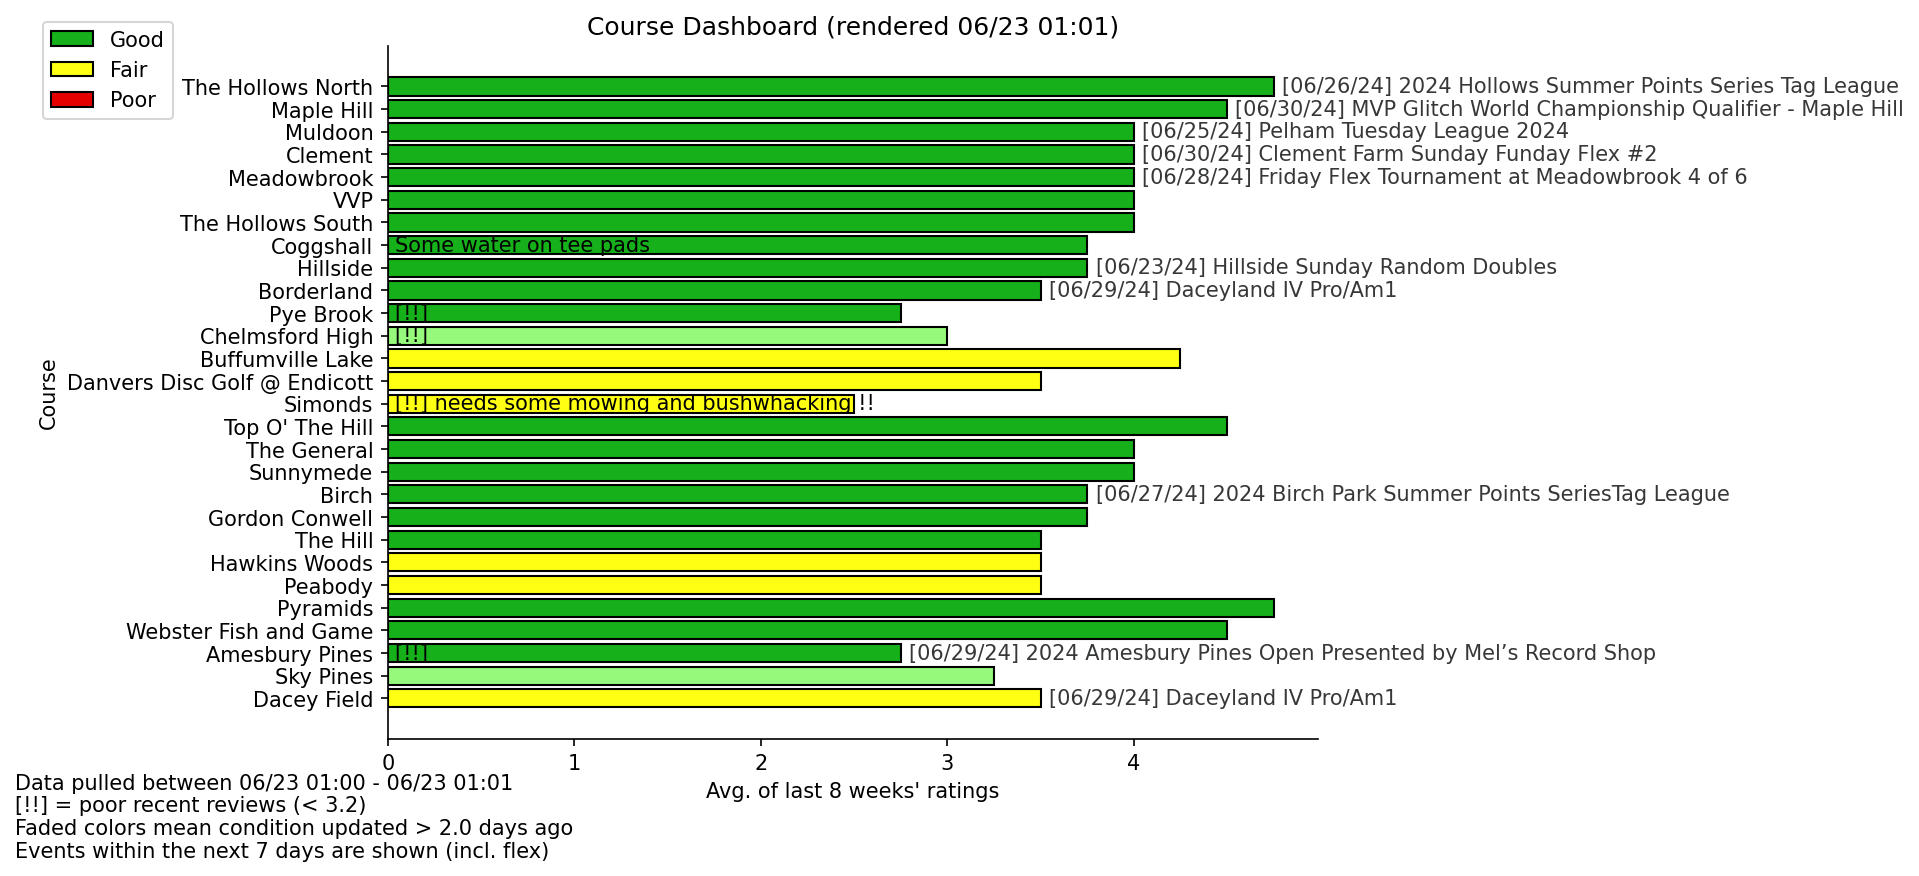 Course Dashboard (rendered 06/23 01:01)
Good
Fair
Poor
The Hollows North [06/26/24] 2024 Hollows Summer Points Series Tag League
Maple Hill [06/30/24] MVP Glitch World Championship Qualifier - Maple Hill
Muldoon [06/25/24] Pelham Tuesday League 2024
Clement [06/30/24] Clement Farm Sunday Funday Flex #2
Meadowbrook [06/28/24] Friday Flex Tournament at Meadowbrook 4 of 6
VVP
The Hollows South
Coggshall Some water on tee pads
Hillside [06/23/24] Hillside Sunday Random Doubles
Borderland [06/29/24] Daceyland IV Pro/Am1
Pye Brook [!!]
Chelmsford High [!!]
Buffumville Lake
Danvers Disc Golf @ Endicott
Simonds [!!] needs some mowing and bushwhacking!!
Top O' The Hill
The General
Sunnymede
Birch [06/27/24] 2024 Birch Park Summer Points SeriesTag League
Gordon Conwell
The Hill
Hawkins Woods
Peabody
Pyramids
Webster Fish and Game
Amesbury Pines [!!] [06/29/24] 2024 Amesbury Pines Open Presented by Mel’s Record Shop
Sky Pines
Dacey Field [06/29/24] Daceyland IV Pro/Am1
Course
0 1 2 3 4
Avg. of last 8 weeks' ratings
Data pulled between 06/23 01:00 - 06/23 01:01
[!!] = poor recent reviews (< 3.2)
Faded colors mean condition updated > 2.0 days ago
Events within the next 7 days are shown (incl. flex)